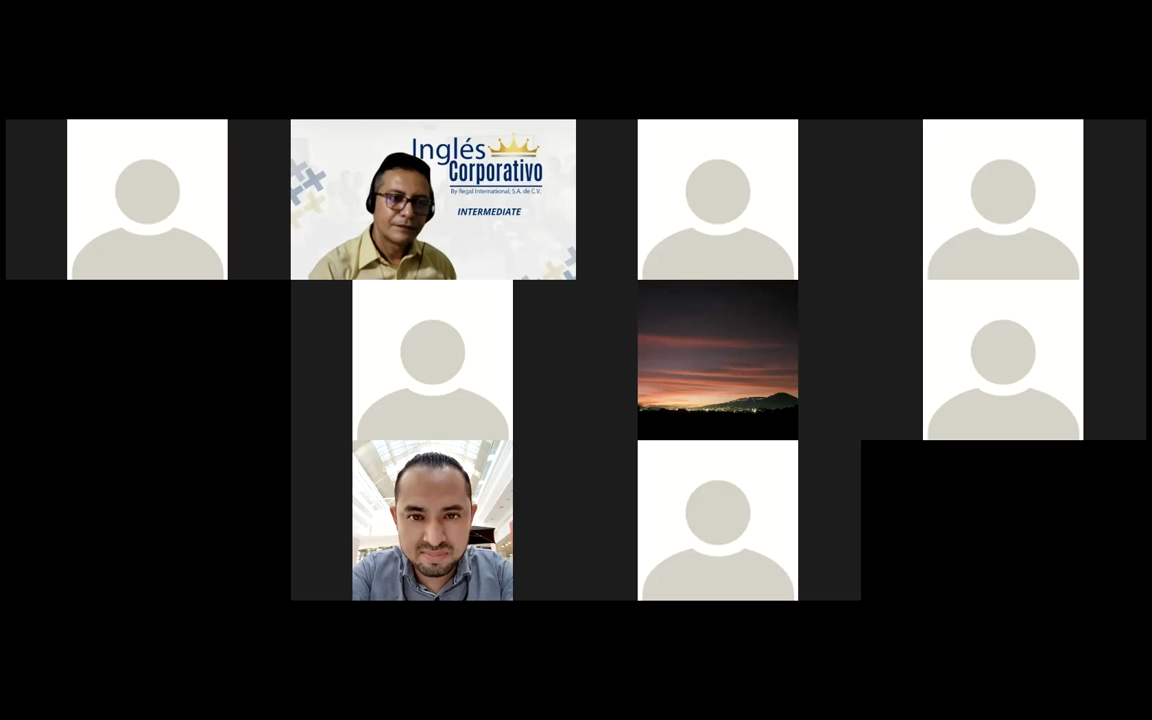 Inglés
Corporativo
By Regal International, S.A. de C.V.
INTERMEDIATE